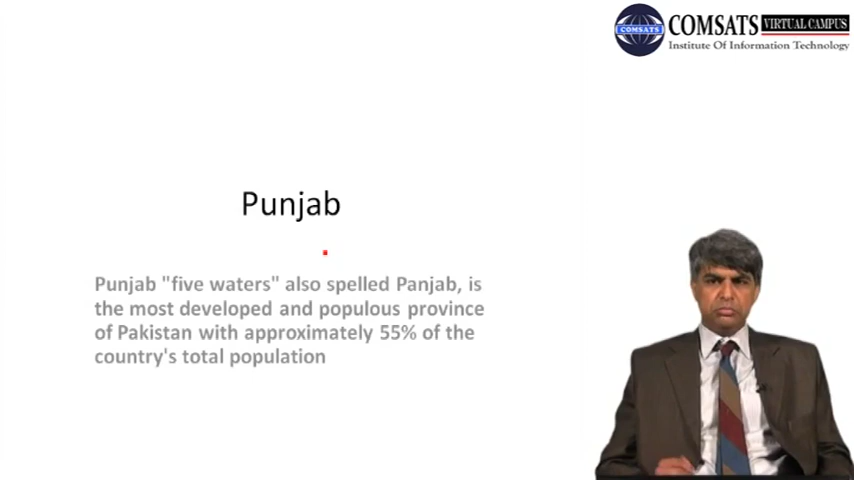 COMSATS
COMSATS VIRTUAL CAMPUS
Institute Of Information Technology
Punjab
Punjab "five waters" also spelled Panjab, is
the most developed and populous province
of Pakistan with approximately 55% of the
country's total population